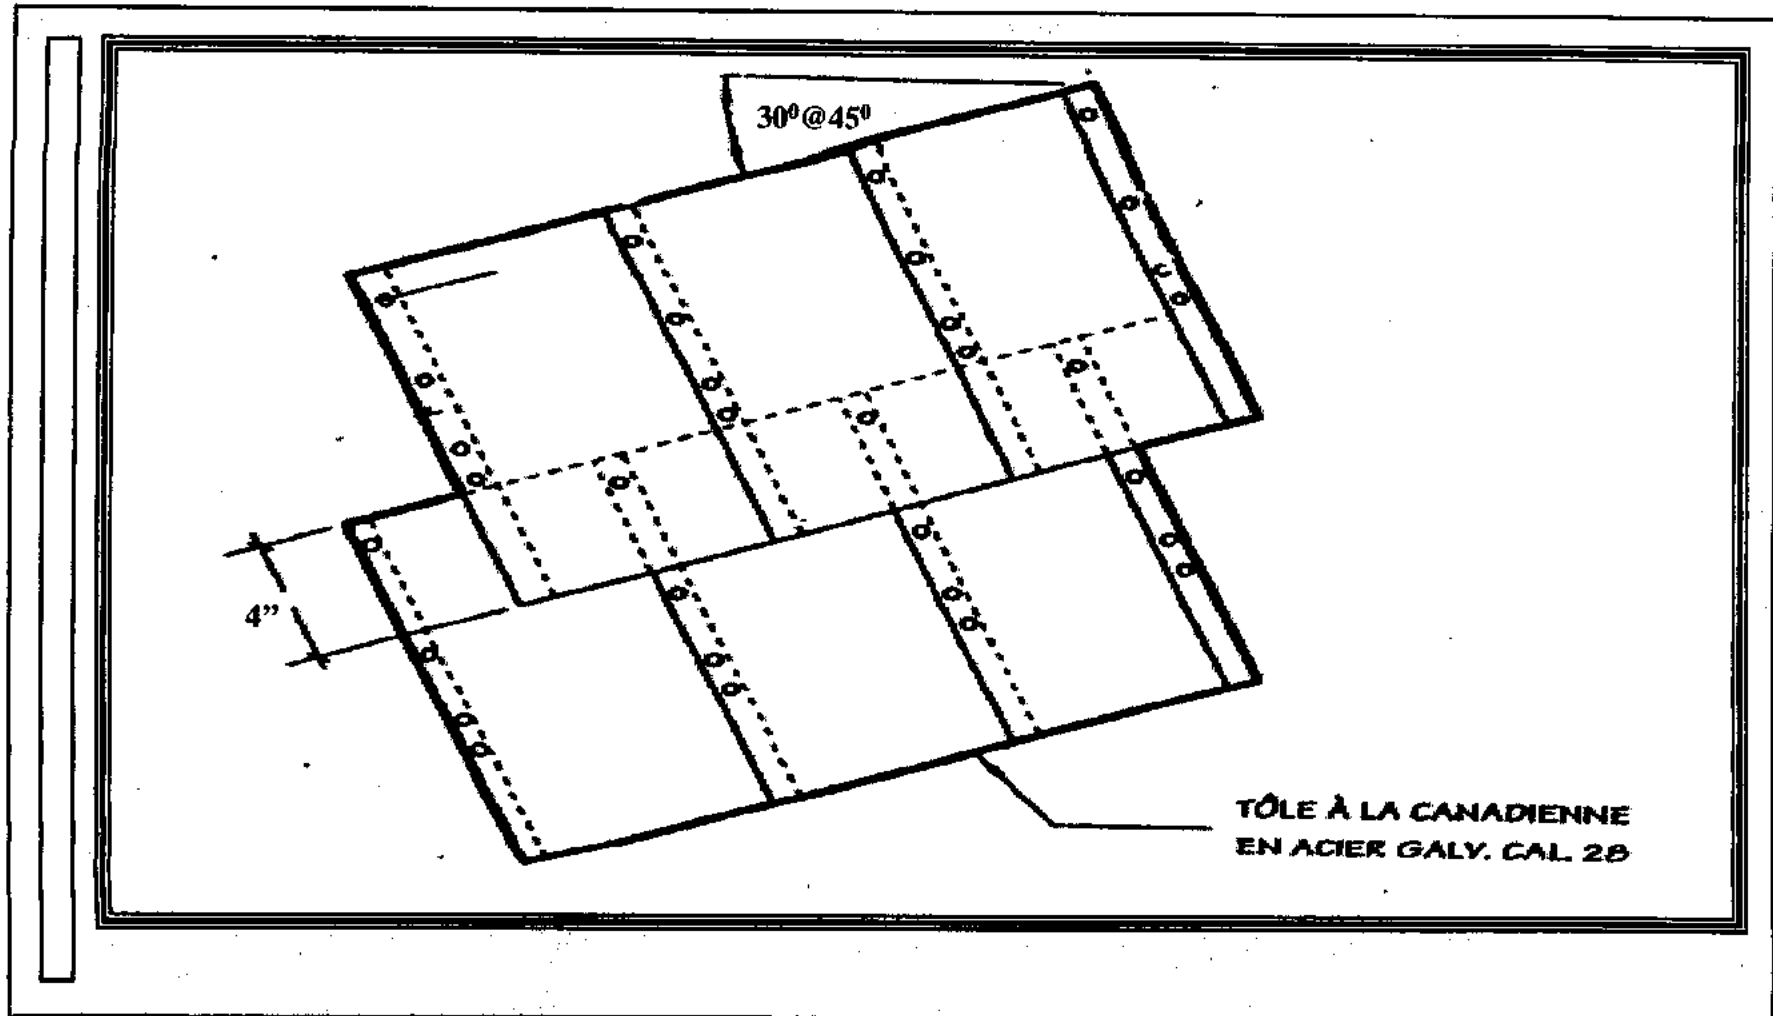 30⁰@45⁰
4”
TÔLE À LA CANADIENNE
EN ACIER GALV. CAL. 28